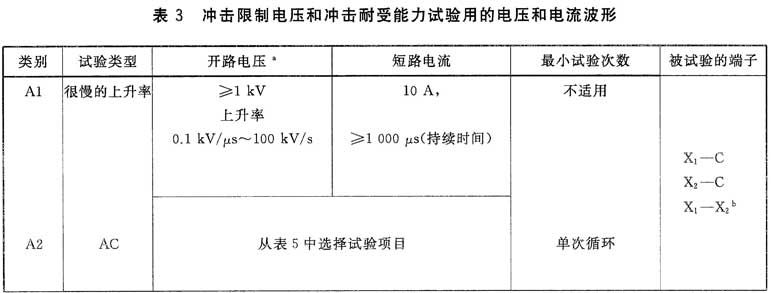 表 3 冲击限制电压和冲击耐受能力试验用的电压和电流波形
类别 试验类型 开路电压 a 短路电流 最小试验次数 被试验的端子
A1 很慢的上升率 ≥1 kV 10 A, 不适用
上升率
0.1 kV/μs～100 kV/s ≥1 000 μs(持续时间)
X₁—C
X₂—C
X₁—X₂ᵇ
A2 AC 从表 5 中选择试验项目 单次循环